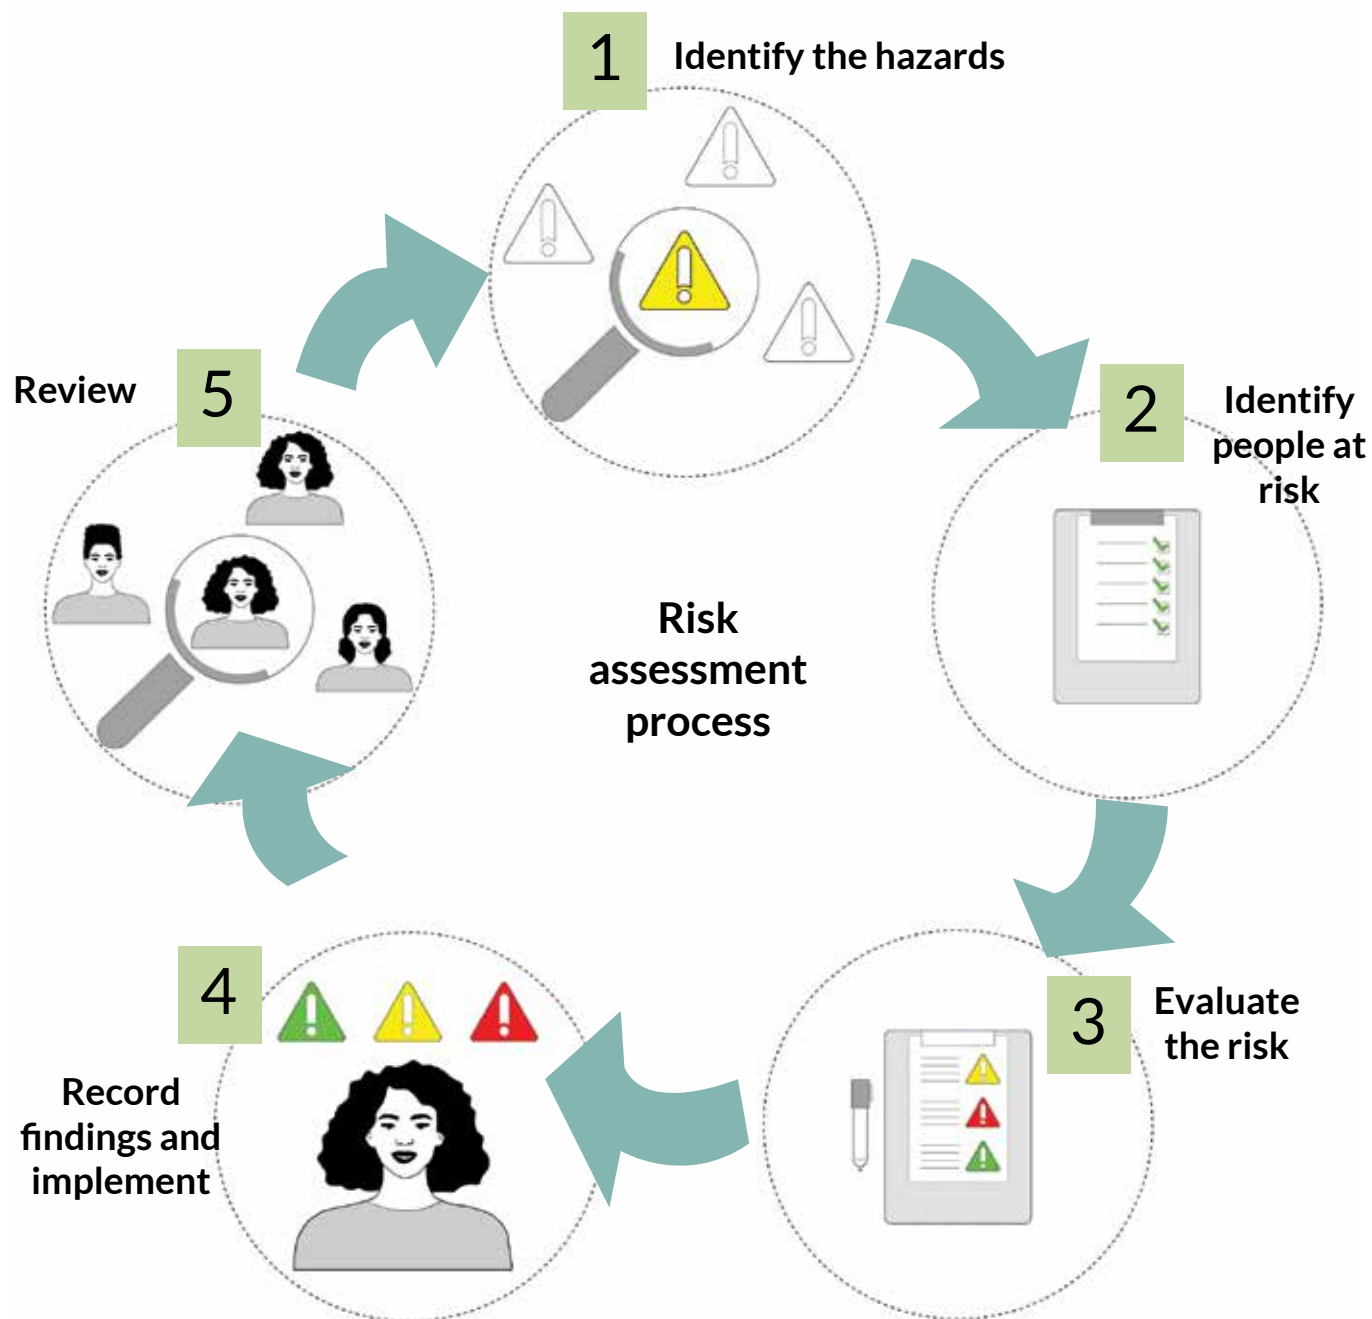 1
Identify the hazards
2
Identify
people at
risk
3
Evaluate
the risk
4
Record
findings and
implement
5
Review
Risk
assessment
process